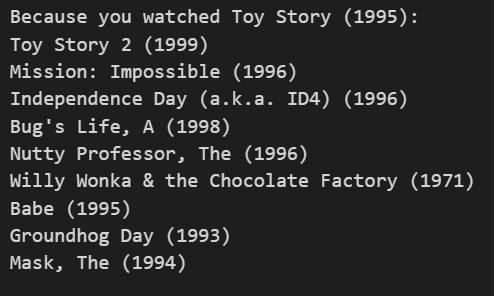 Because you watched Toy Story (1995):
Toy Story 2 (1999)
Mission: Impossible (1996)
Independence Day (a.k.a. ID4) (1996)
Bug's Life, A (1998)
Nutty Professor, The (1996)
Willy Wonka & the Chocolate Factory (1971)
Babe (1995)
Groundhog Day (1993)
Mask, The (1994)